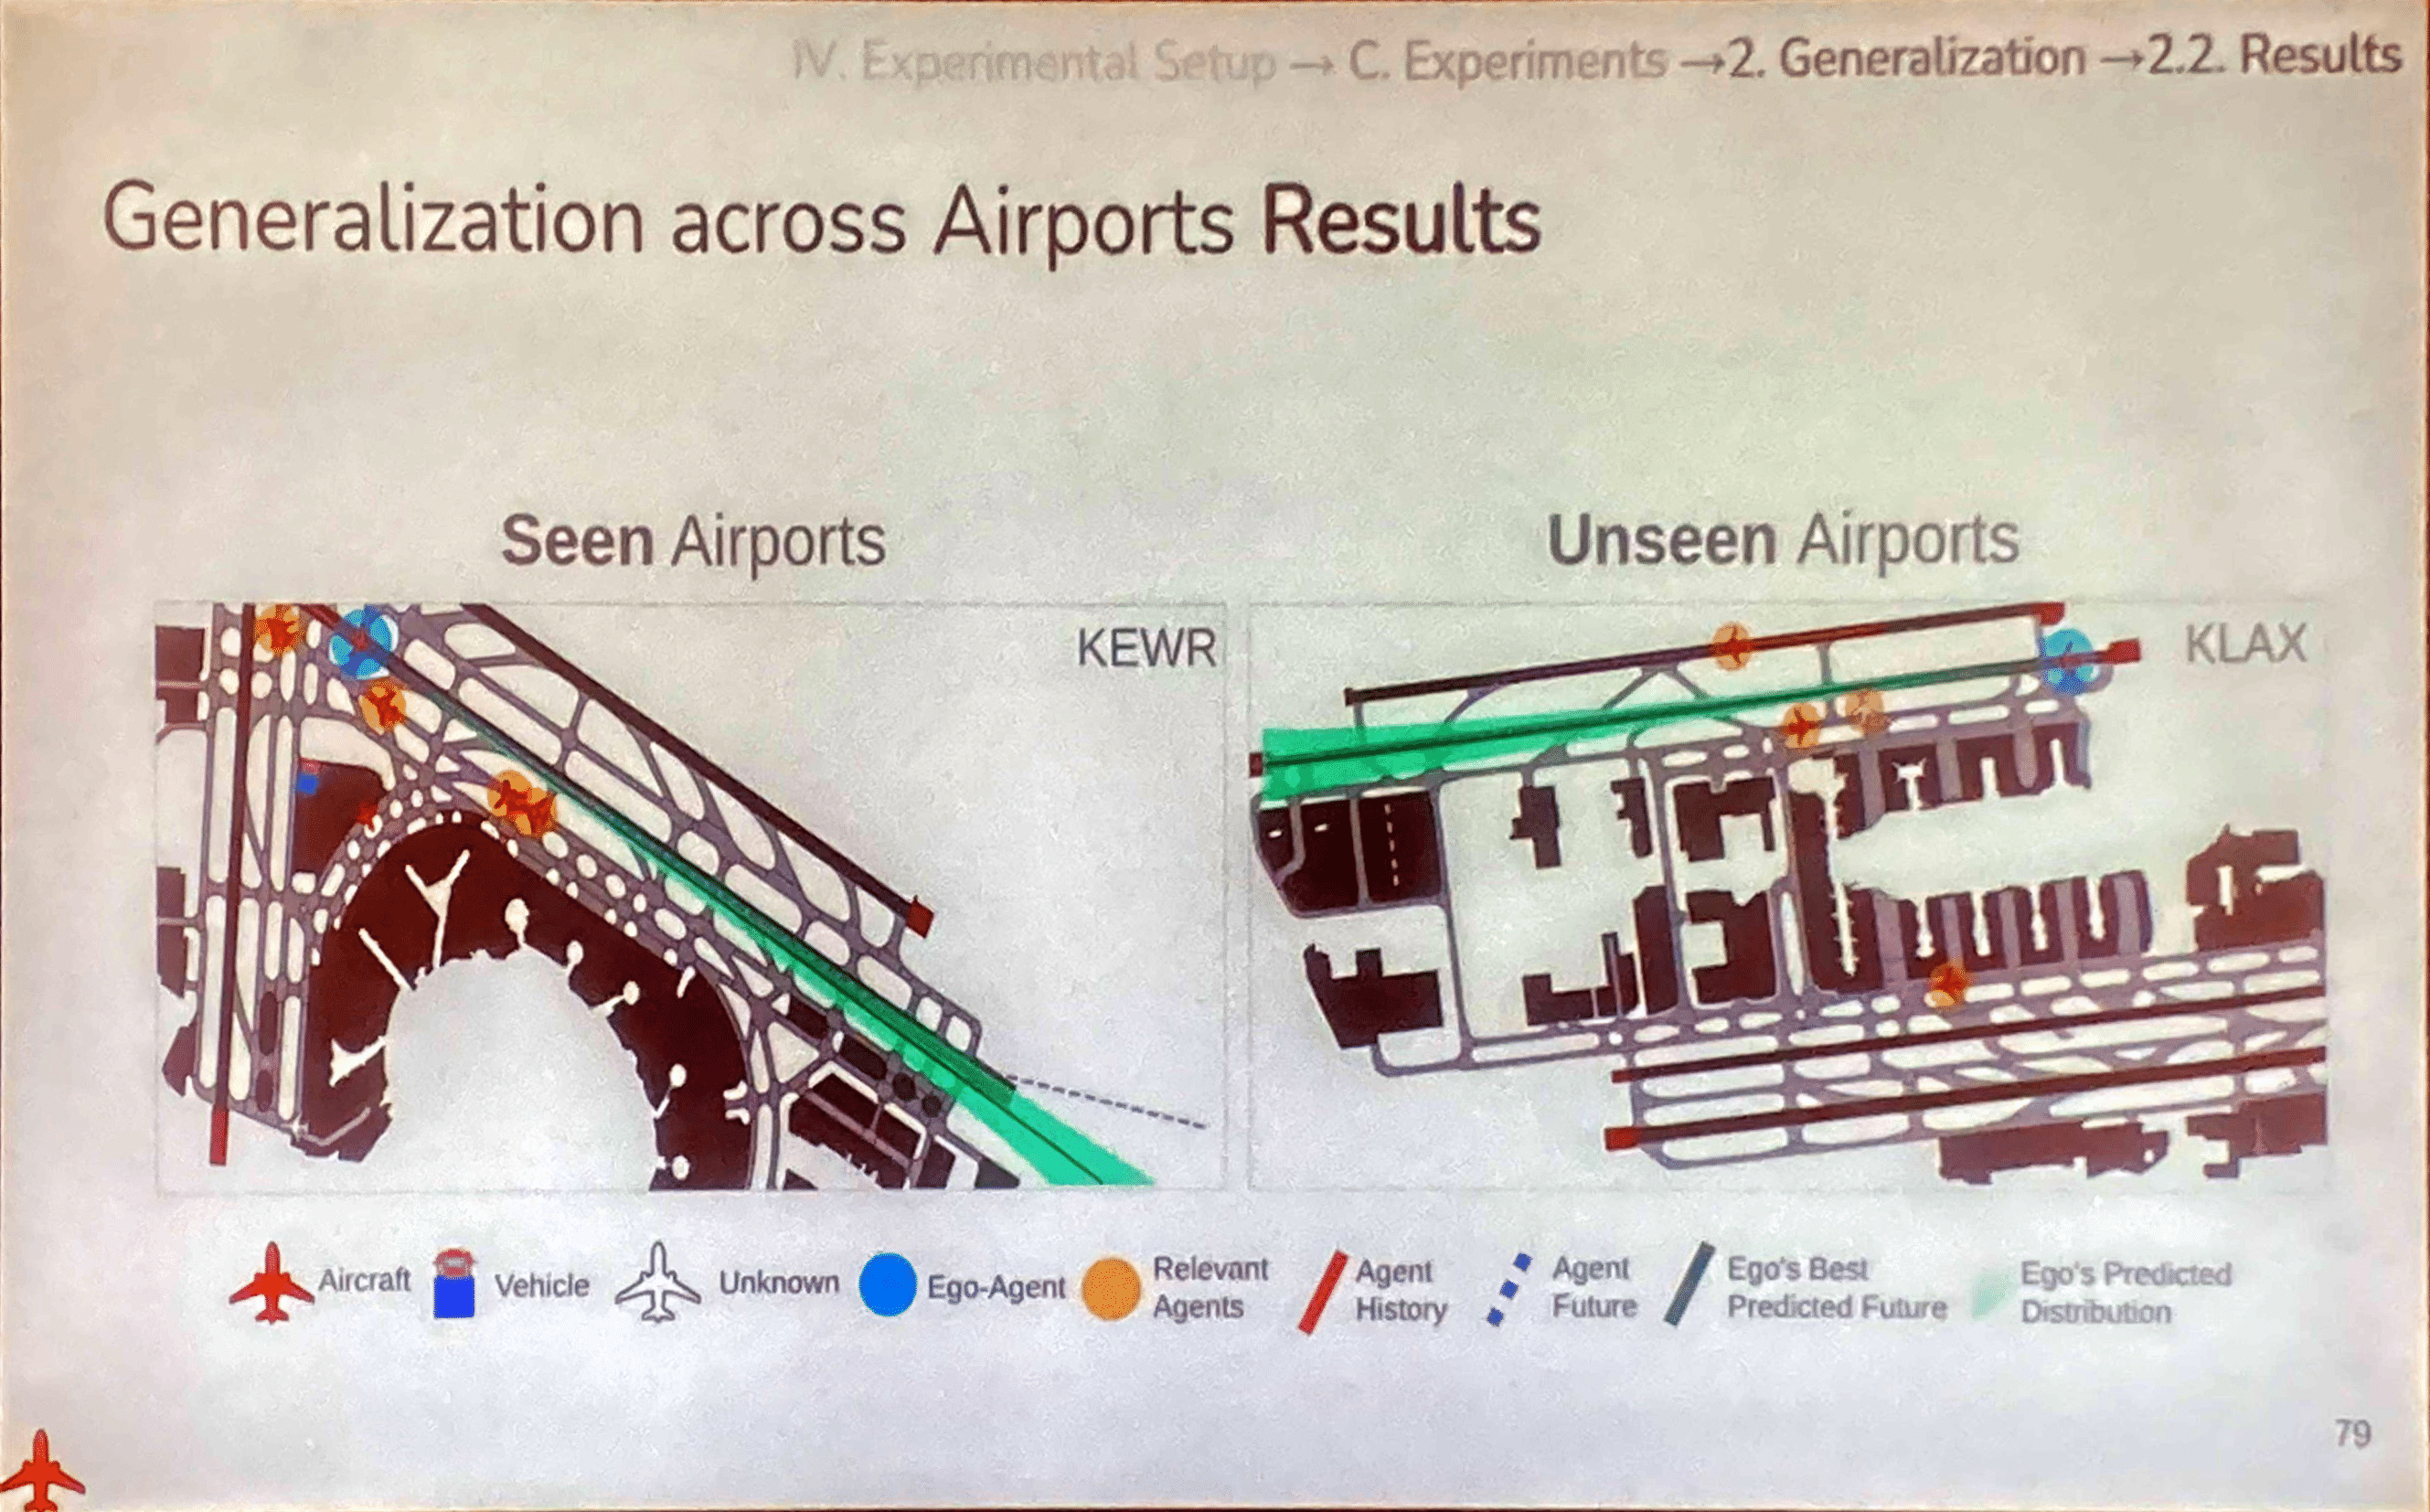 IV. Experimental Setup → C. Experiments →2. Generalization →2.2. Results
Generalization across Airports Results
Seen Airports
Unseen Airports
KEWR
KLAX
Aircraft
Vehicle
Unknown
Ego-Agent
Relevant
Agents
Agent
History
Agent
Future
Ego's Best
Predicted Future
Ego's Predicted
Distribution
79